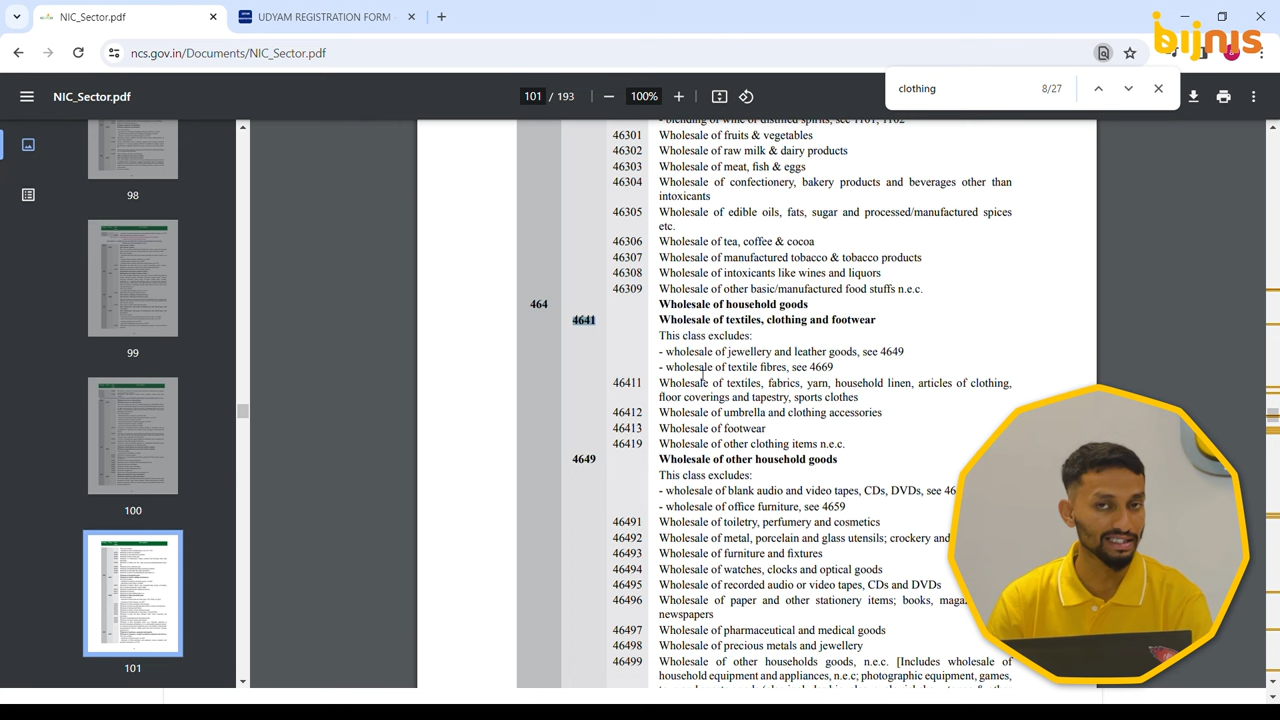 NIC_Sector.pdf
UDYAM REGISTRATION FORM
bijnis
ncs.gov.in/Documents/NIC_Sector.pdf
NIC_Sector.pdf
101 / 193
100%
clothing
8/27
98
99
100
101
46301 Wholesale of fruits & vegetables
46302 Wholesale of raw milk & dairy products
46303 Wholesale of meat, fish & eggs
46304 Wholesale of confectionery, bakery products and beverages other than
intoxicants
46305 Wholesale of edible oils, fats, sugar and processed/manufactured spices
etc.
46306 Wholesale of tea, coffee & cocoa
46307 Wholesale of manufactured tobacco & tobacco products
46308 Wholesale of intoxicants like wines and liquors
46309 Wholesale of other basic/manufactured food stuffs n.e.c.
464 Wholesale of household goods
4641 Wholesale of textiles, clothing and footwear
This class excludes:
- wholesale of jewellery and leather goods, see 4649
- wholesale of textile fibres, see 4669
46411 Wholesale of textiles, fabrics, yarn, household linen, articles of clothing,
floor coverings and tapestry, sports clothes
46412 Wholesale of umbrella and clothing accessories
46413 Wholesale of footwear
46419 Wholesale of other clothing items n.e.c.
4649 Wholesale of other household goods
This class excludes:
- wholesale of blank audio and video tapes, CDs, DVDs, see 46
- wholesale of office furniture, see 4659
46491 Wholesale of toiletry, perfumery and cosmetics
46492 Wholesale of metal, porcelain and glass utensils; crockery and
46493 Wholesale of furniture and fixtures
46494 Wholesale of watches, clocks and optical goods
46495 Wholesale of recorded audio or video tapes, CDs and DVDs
46496 Wholesale of paper and other stationery items; books, maga
newspapers
46497 Wholesale of pharmaceutical and medical goods
46498 Wholesale of precious metals and jewellery
46499 Wholesale of other households goods, n.e.c. [Includes wholesale of
household equipment and appliances, n.e.c; photographic equipment, games,